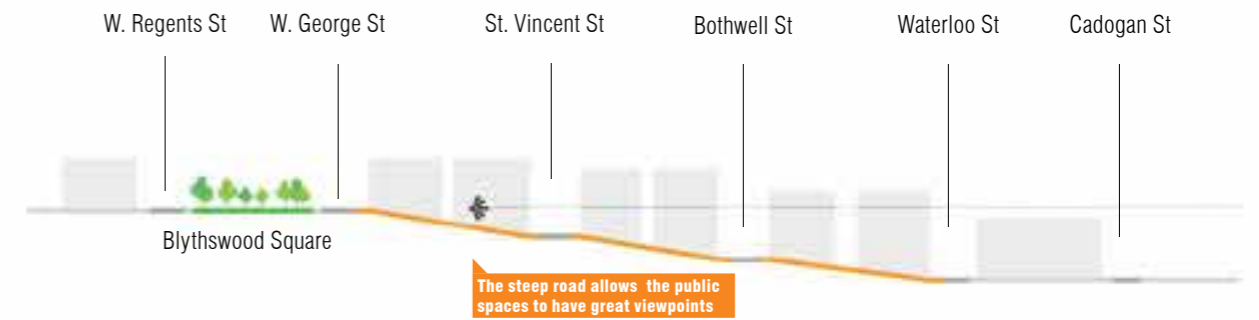 W. Regents St
W. George St
St. Vincent St
Bothwell St
Waterloo St
Cadogan St
Blythswood Square
The steep road allows the public
spaces to have great viewpoints